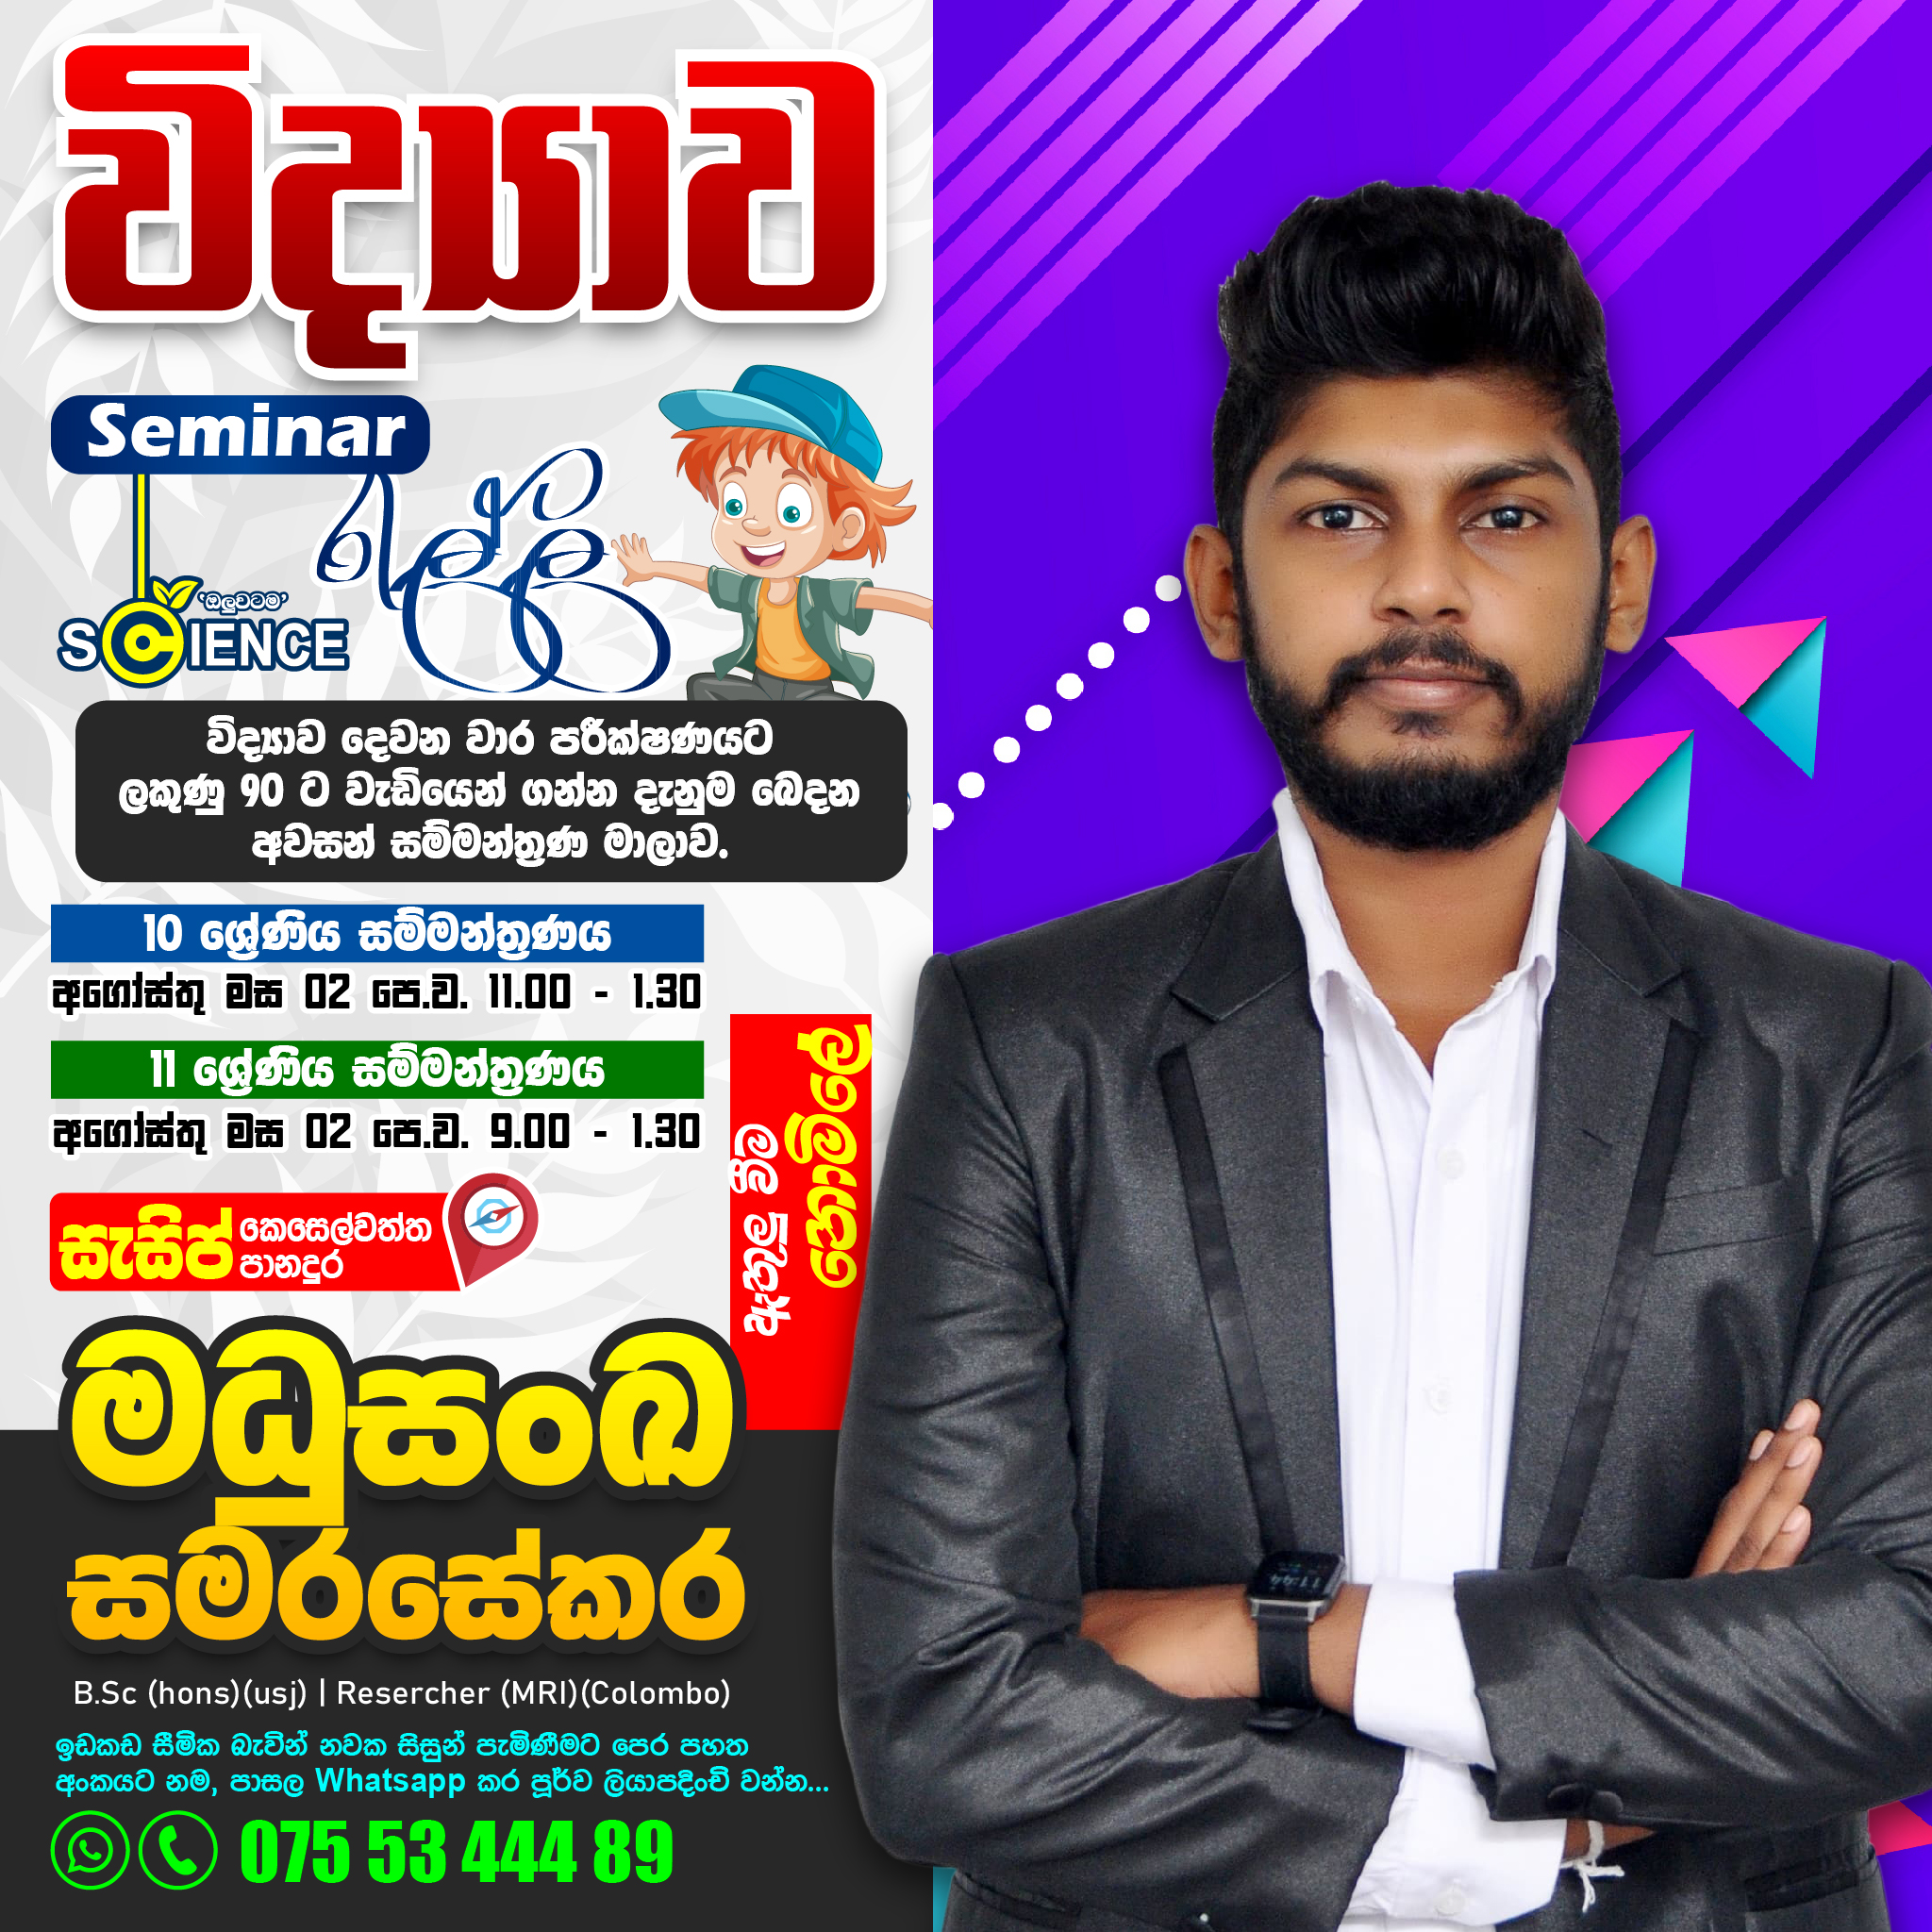 විද්‍යාව
Seminar
රැල්ලි
'ඔලුවටම'
SCIENCE
විද්‍යාව දෙවන වාර පරීක්ෂණයට
ලකුණු 90 ට වැඩියෙන් ගන්න දැනුම බෙදන
අවසන් සම්මන්ත්‍රණ මාලාව.
10 ශ්‍රේණිය සම්මන්ත්‍රණය
අගෝස්තු මස 02 පෙ.ව. 11.00 - 1.30
11 ශ්‍රේණිය සම්මන්ත්‍රණය
අගෝස්තු මස 02 පෙ.ව. 9.00 - 1.30
ඇතුලු වීම
නොමිලේ
සැසිප් කෙසෙල්වත්ත
පානදුර
මධුසංඛ
සමරසේකර
B.Sc (hons)(usj) | Resercher (MRI)(Colombo)
ඉඩකඩ සීමික බැවින් නවක සිසුන් පැමිණීමට පෙර පහත
අංකයට නම, පාසල Whatsapp කර පූර්ව ලියාපදිංචි වන්න...
075 53 444 89
11:44